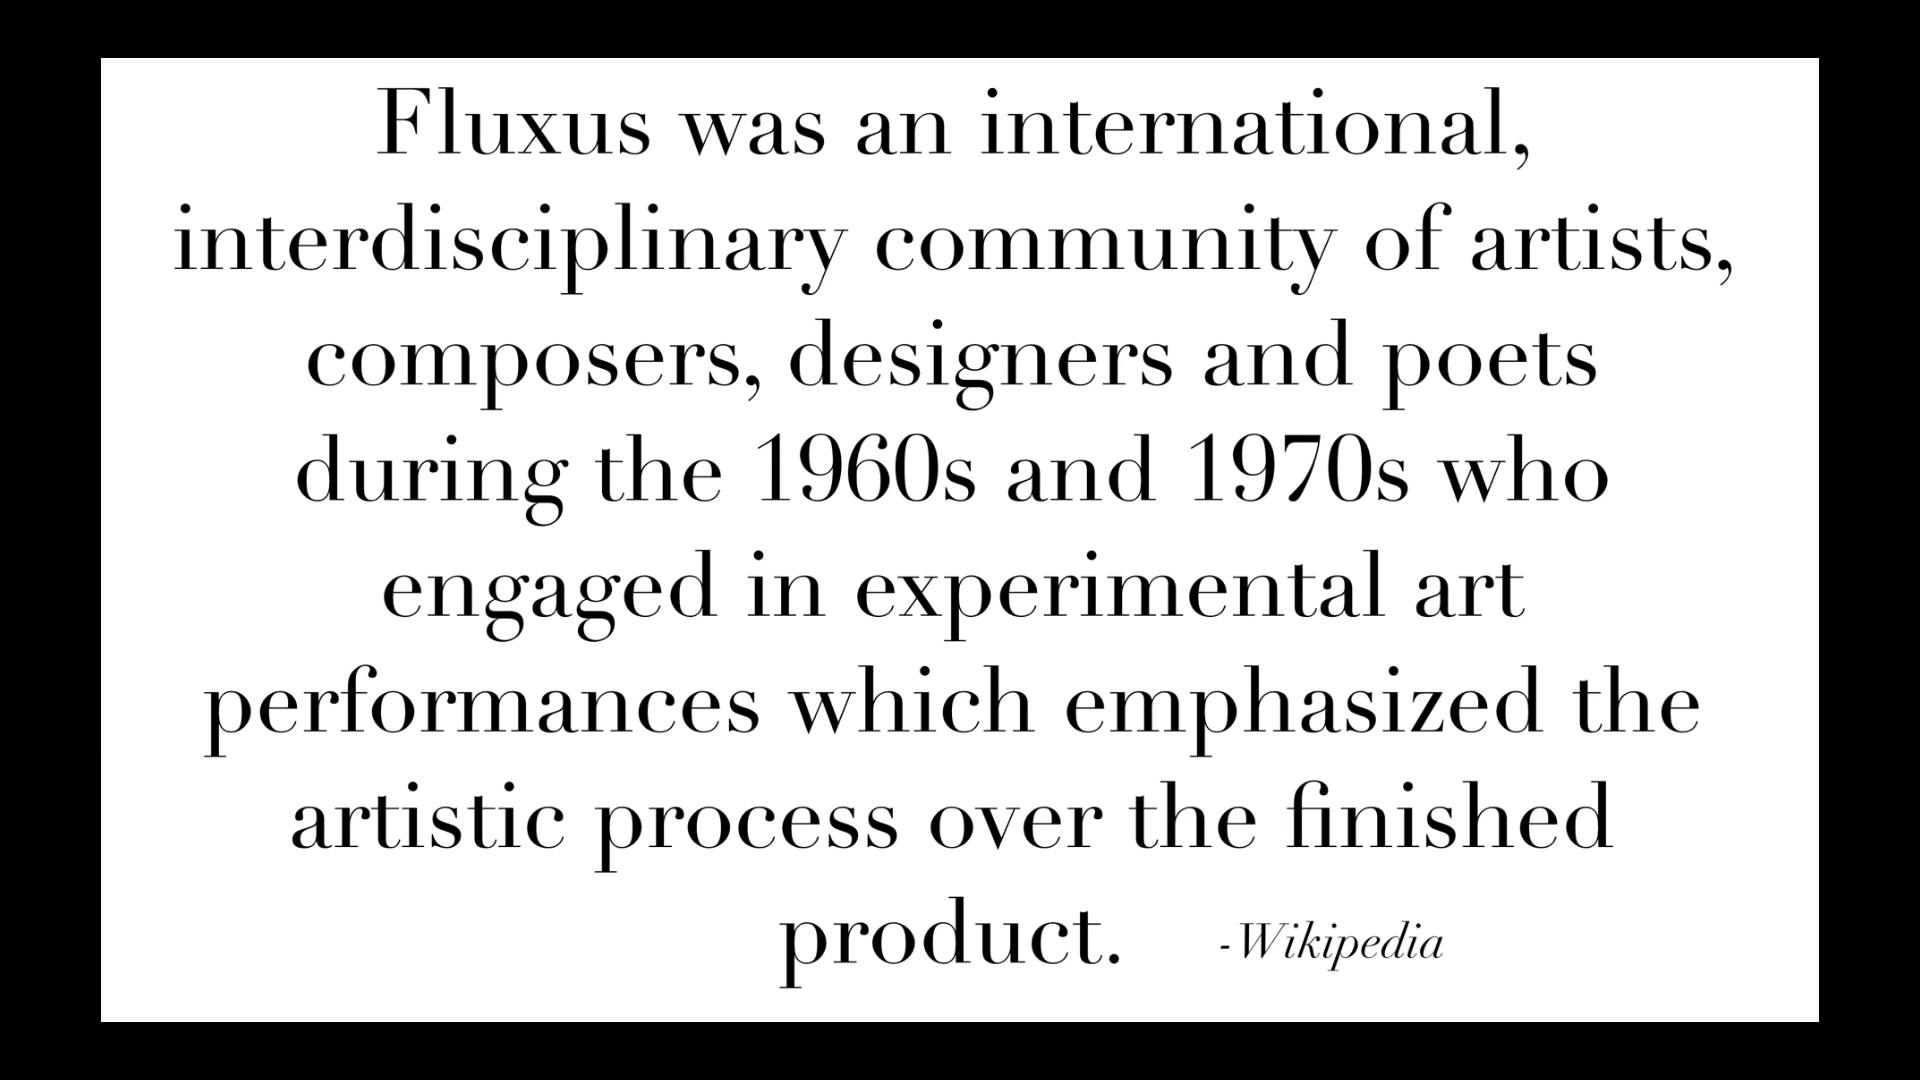 Fluxus was an international,
interdisciplinary community of artists,
composers, designers and poets
during the 1960s and 1970s who
engaged in experimental art
performances which emphasized the
artistic process over the finished
product. -Wikipedia